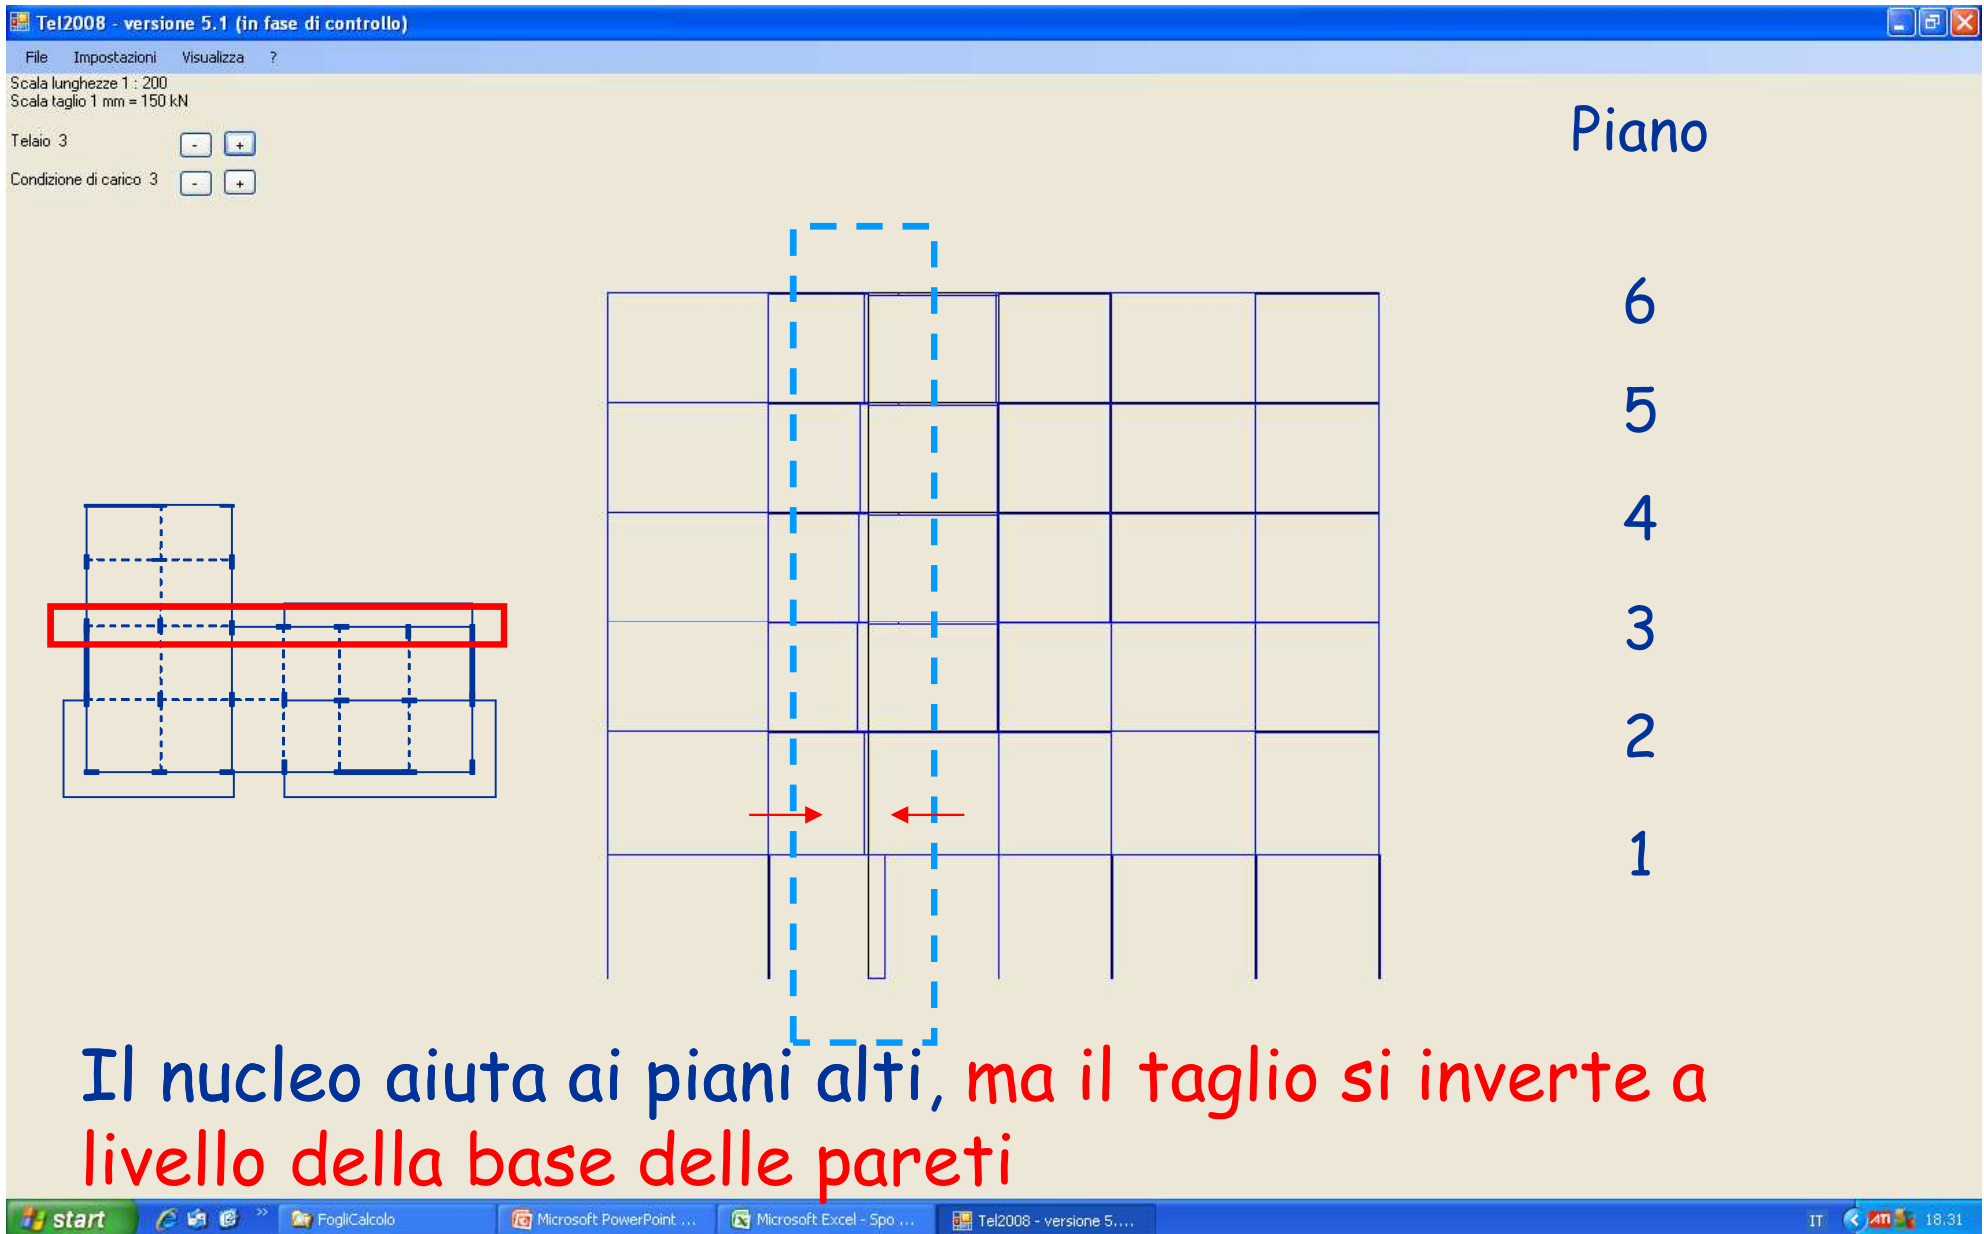 Tel2008 - versione 5.1 (in fase di controllo)
File Impostazioni Visualizza ?
Scala lunghezze 1 : 200
Scala taglio 1 mm = 150 kN
Telaio 3 - +
Condizione di carico 3 - +
Piano
6
5
4
3
2
1
Il nucleo aiuta ai piani alti, ma il taglio si inverte a
livello della base delle pareti
start » FogliCalcolo Microsoft PowerPoint ... Microsoft Excel - Spo ... Tel2008 - versione 5.... IT ATI 18.31